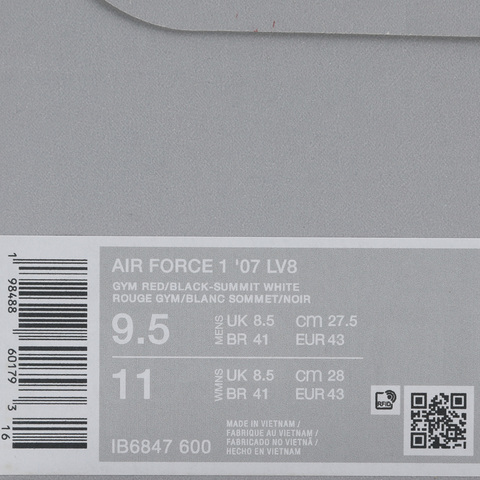 AIR FORCE 1 '07 LV8
GYM RED/BLACK-SUMMIT WHITE
ROUGE GYM/BLANC SOMMET/NOIR
9.5 MENS UK 8.5 cm 27.5
BR 41 EUR 43
11 WMNS UK 8.5 cm 28
BR 41 EUR 43
IB6847 600
MADE IN VIETNAM /
FABRIQUE AU VIETNAM /
FABRICADO NO VIETNÃ /
HECHO EN VIETNAM
RFID
1 98488 60179 3 16